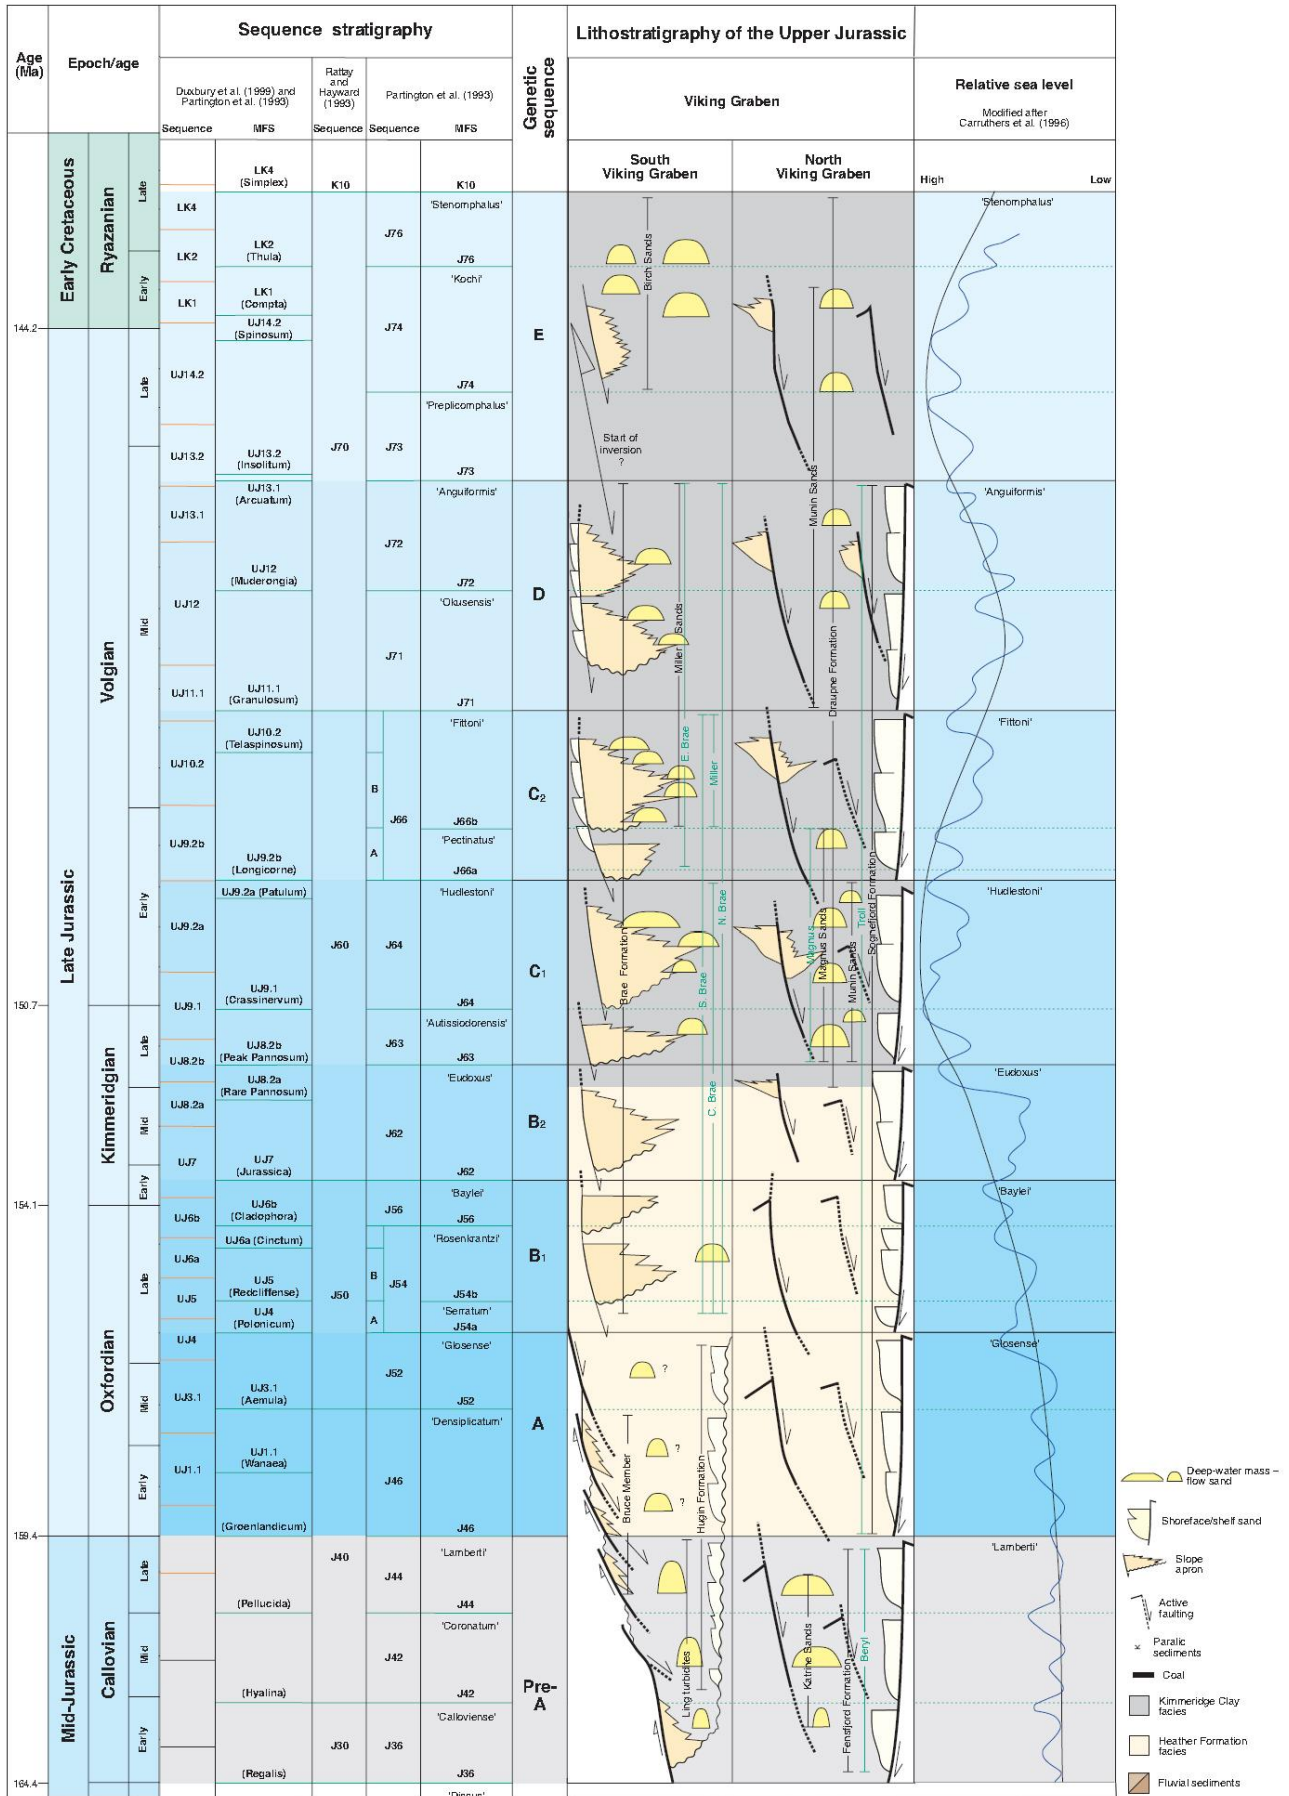 Sequence stratigraphy
Lithostratigraphy of the Upper Jurassic
Age
(Ma)
Epoch/age
Duxbury et al. (1999) and
Partington et al. (1993)
Rattay
and
Hayward
(1993)
Partington et al. (1993)
Genetic
sequence
Viking Graben
Relative sea level
Modified after
Carruthers et al. (1996)
Sequence
MFS
Sequence
Sequence
MFS
South
Viking Graben
North
Viking Graben
High
Low
Early Cretaceous
Late Jurassic
Mid-Jurassic
Ryazanian
Volgian
Kimmeridgian
Oxfordian
Callovian
Late
Early
Late
Mid
Early
Late
Mid
Early
Late
Mid
Early
Late
Mid
Early
144.2
150.7
154.1
159.4
164.4
LK4
LK2
LK1
UJ14.2
UJ13.2
UJ13.1
UJ12
UJ11.1
UJ10.2
UJ9.2b
UJ9.2a
UJ9.1
UJ8.2b
UJ8.2a
UJ7
UJ6b
UJ6a
UJ5
UJ4
UJ3.1
UJ1.1
LK4
(Simplex)
LK2
(Thula)
LK1
(Compta)
UJ14.2
(Spinosum)
UJ13.2
(Insolitum)
UJ13.1
(Arcuatum)
UJ12
(Muderongia)
UJ11.1
(Granulosum)
UJ10.2
(Telaspinosum)
UJ9.2b
(Longicorne)
UJ9.2a (Patulum)
UJ9.1
(Crassinervum)
UJ8.2b
(Peak Pannosum)
UJ8.2a
(Rare Pannosum)
UJ7
(Jurassica)
UJ6b
(Cladophora)
UJ6a (Cinctum)
UJ5
(Redcliffense)
UJ4
(Polonicum)
UJ3.1
(Aemula)
UJ1.1
(Wanaea)
(Groenlandicum)
(Pellucida)
(Hyalina)
(Regalis)
K10
J70
J60
J50
J40
J30
J76
J74
J73
J72
J71
B
J66
A
J64
J63
J62
J56
B
J54
A
J52
J46
J44
J42
J36
K10
'Stenomphalus'
J76
'Kochi'
J74
'Preplicomphalus'
J73
'Anguiformis'
J72
'Okusensis'
J71
'Fittoni'
J66b
'Pectinatus'
J66a
'Hudlestoni'
J64
'Autissiodorensis'
J63
'Eudoxus'
J62
'Baylei'
J56
'Rosenkrantzi'
J54b
'Serratum'
J54a
'Glosense'
J52
'Densiplicatum'
J46
'Lamberti'
J44
'Coronatum'
J42
'Calloviense'
J36
'Discus'
E
D
C2
C1
B2
B1
A
Pre-
A
Birch Sands
Start of
inversion
?
Miller Sands
E. Brae
Miller
Brae Formation
S. Brae
N. Brae
C. Brae
?
?
?
Bruce Member
Hugin Formation
Ling turbidites
Munin Sands
Draupne Formation
Magnus
Magnus Sands
Munin Sands
Troll
Sognefjord Formation
Katrine Sands
Fensfjord Formation
Beryl
'Stenomphalus'
'Anguiformis'
'Fittoni'
'Hudlestoni'
'Eudoxus'
'Baylei'
'Glosense'
'Lamberti'
Deep-water mass –
flow sand
Shoreface/shelf sand
Slope
apron
Active
faulting
Paralic
sediments
Coal
Kimmeridge Clay
facies
Heather Formation
facies
Fluvial sediments